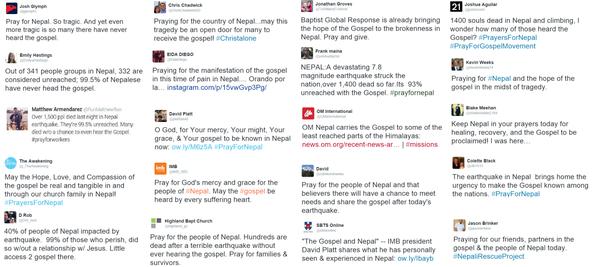 Josh Glymph
Pray for Nepal. So tragic. And yet even
more tragic is so many there have never
heard the gospel.
Emily Hastings
Out of 341 people groups in Nepal, 332 are
considered unreached; 99.5% of Nepalese
have never heard of the gospel.
Matthew Armendarez
Over 1,500 ppl died last night in Nepal
earthquake. They're 99.5% unreached. Many
died w/o a chance to even hear the Gospel
#prayforworkers
The Awakening
May the Hope, Love, and Compassion of
the gospel be real and tangible in and
through our church family in Nepal!
#PrayersForNepal
D Rob
40% of people of Nepal impacted by
earthquake. 99% of those who perish, did
so w/out a relationship w/ Jesus. Little
access 2 gospel there.
Chris Chadwick
Praying for the country of Nepal...may this
tragedy be an open door for many to
receive the gospel! #Christalone
EIDA DIEGO
Praying for the manifestation of the gospel
in this time of pain in Nepal... Orando por
la... instagram.com/p/15vwGvp3Pg/
David Platt
O God, for Your mercy, Your might, Your
grace, & Your gospel to be known in Nepal
now: ow.ly/M6z5A #PrayForNepal
IMB
Pray for God's mercy and grace for the
people of #Nepal. May the #gospel be
heard by every suffering heart.
Highland Bapt Church
Pray for the people of Nepal. Hundreds are
dead after a terrible earthquake without
ever hearing the gospel. Pray for families &
survivors.
Jonathan Groves
Baptist Global Response is already bringing
the hope of the Gospel to the brokenness in
Nepal. Pray and give.
Frank maina
NEPAL:A devastating 7.8
magnitude earthquake struck the
nation,over 1,400 dead so far Its 93%
unreached with the Gospel. #prayfornepal
OM International
OM Nepal carries the Gospel to some of the
least reached parts of the Himalayas:
news.om.org/recent-news-ar... | #missions
David
Pray for the people of Nepal and that
believers there will have a chance to meet
needs and share the gospel after today's
earthquake.
SBTS Online
"The Gospel and Nepal" -- IMB president
David Platt shares what he has personally
seen & experienced in Nepal:
21
Joshua Aguilar
1400 souls dead in Nepal and climbing, I
wonder how many of those heard the
Gospel? #PrayersForNepal
#PrayForGospelMovement
Kevin Weeks
Praying for #Nepal and the hope of the
gospel in the midst of tragedy.
Blake Meehan
Keep Nepal in your prayers today for
healing, recovery, and the Gospel to be
proclaimed! I was here...
Colette Black
The earthquake in Nepal brings home the
urgency to make the Gospel known among
the nations. #PrayForNepal
Jason Brinker
Praying for our friends, partners in the
gospel & the people of Nepal today.
#NepaliRescueProject